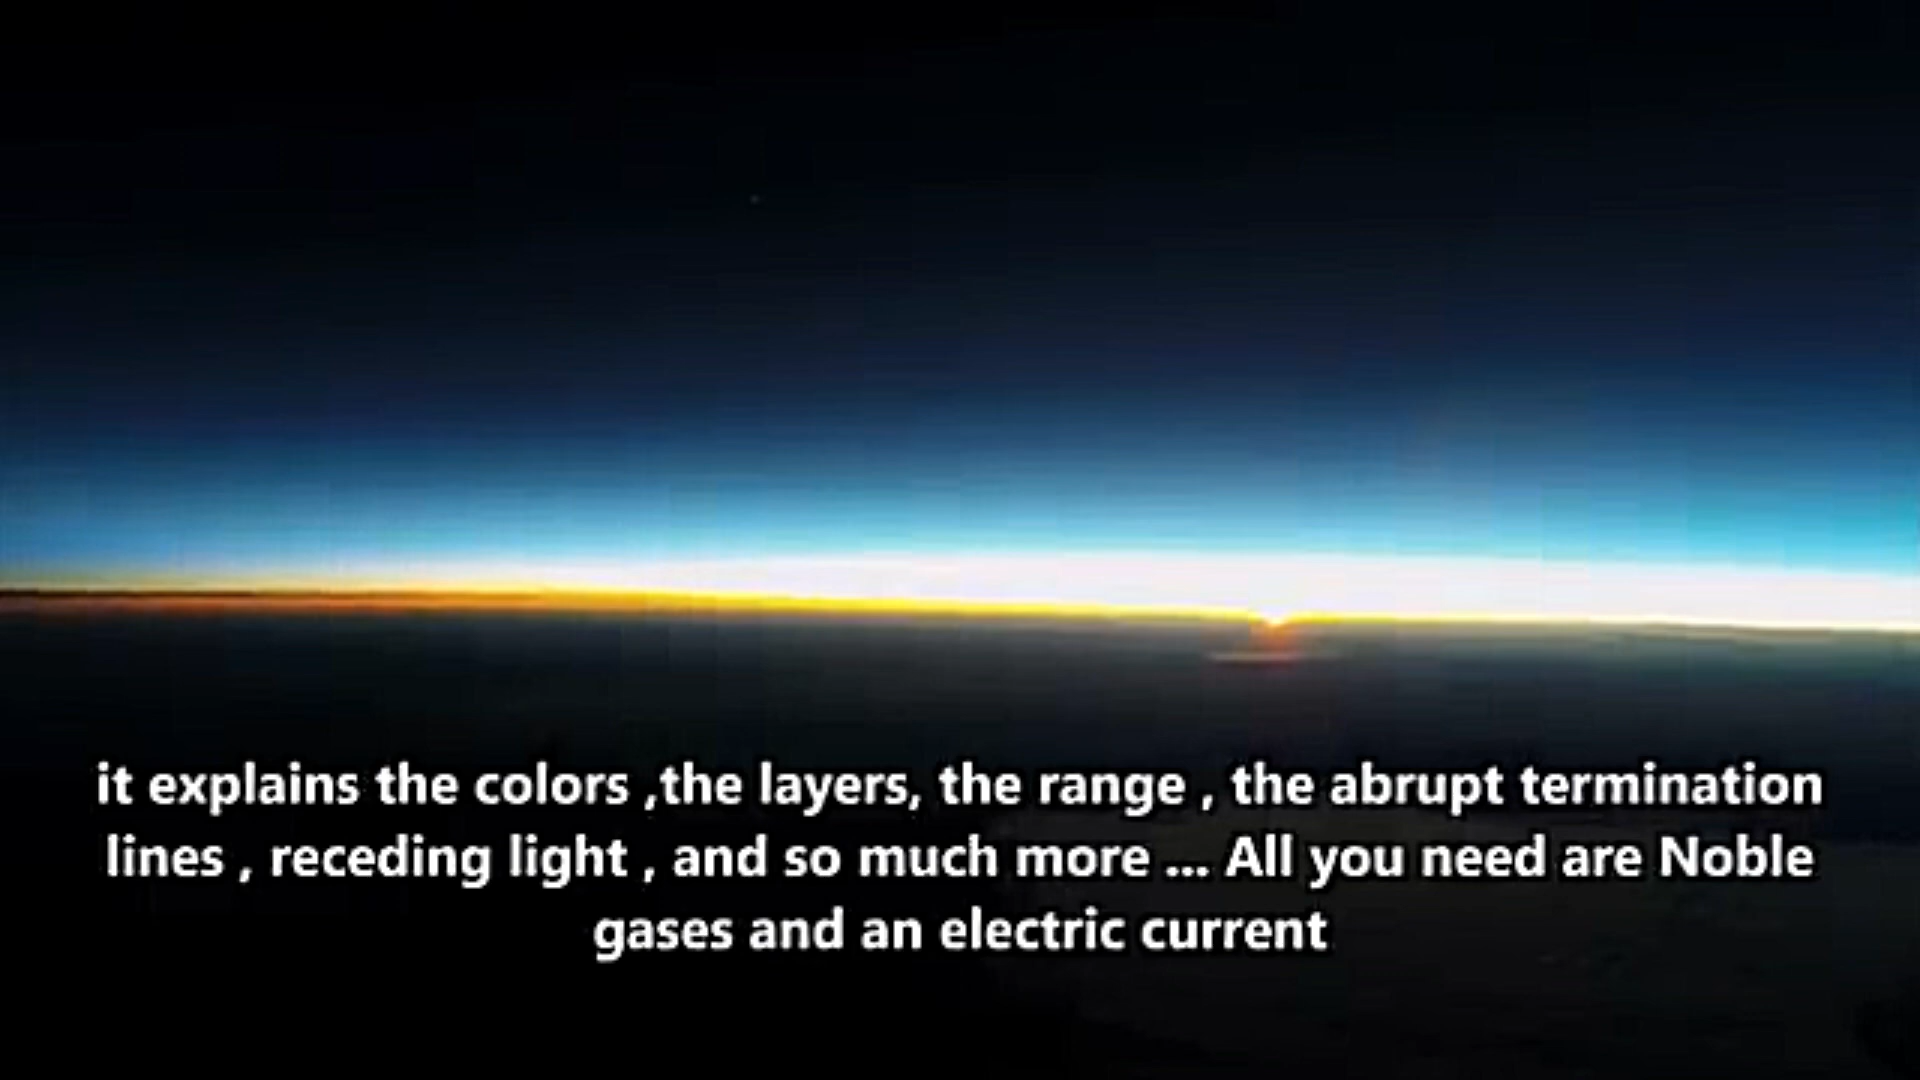 it explains the colors ,the layers, the range , the abrupt termination
lines , receding light , and so much more ... All you need are Noble
gases and an electric current